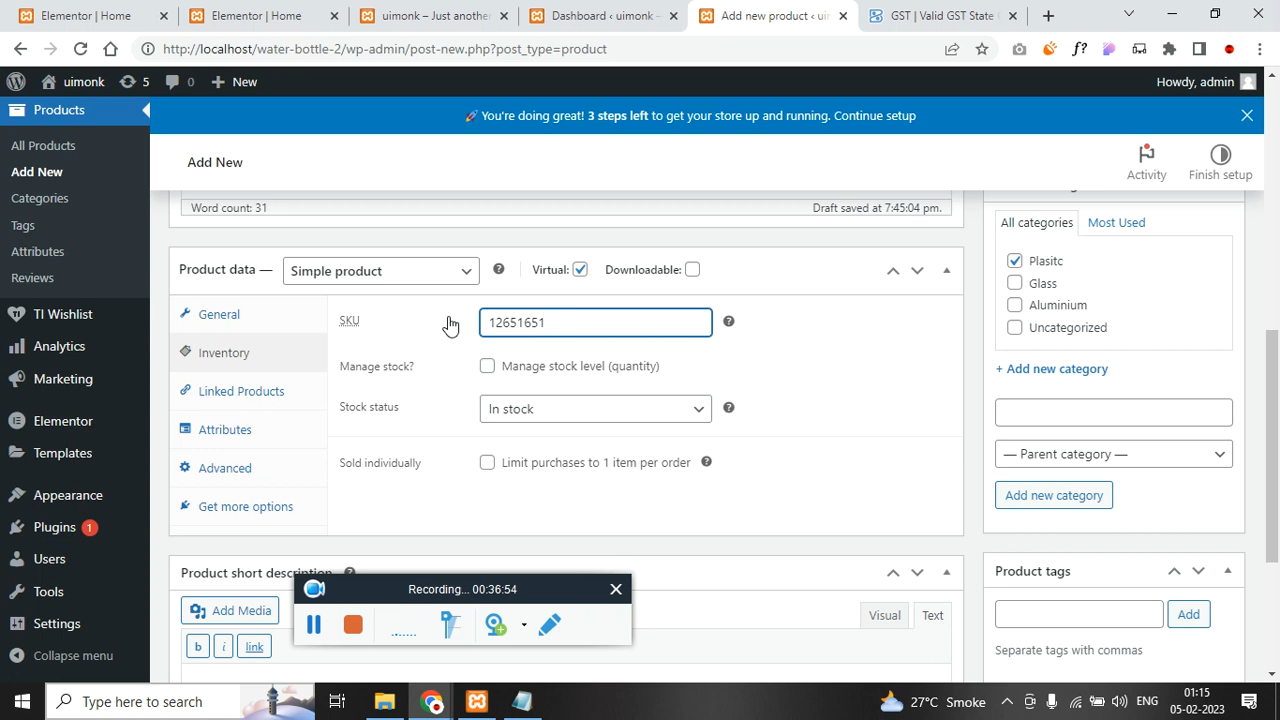 Elementor | Home
Elementor | Home
uimonk – Just anothe
Dashboard ‹ uimonk –
Add new product ‹ ui
GST | Valid GST State C
http://localhost/water-bottle-2/wp-admin/post-new.php?post_type=product
f?
uimonk
5
0
New
Howdy, admin
Products
All Products
Add New
Categories
Tags
Attributes
Reviews
TI Wishlist
Analytics
Marketing
Elementor
Templates
Appearance
Plugins 1
Users
Tools
Settings
Collapse menu
🚀 You're doing great! 3 steps left to get your store up and running. Continue setup
Add New
Activity
Finish setup
Word count: 31
Draft saved at 7:45:04 pm.
Product data —
Simple product
Virtual:
Downloadable:
General
Inventory
Linked Products
Attributes
Advanced
Get more options
SKU
12651651
Manage stock?
Manage stock level (quantity)
Stock status
In stock
Sold individually
Limit purchases to 1 item per order
Product short description
Add Media
Visual
Text
b
i
link
Recording... 00:36:54
All categories
Most Used
Plasitc
Glass
Aluminium
Uncategorized
+ Add new category
— Parent category —
Add new category
Product tags
Add
Separate tags with commas
Type here to search
27°C Smoke
ENG
01:15
05-02-2023